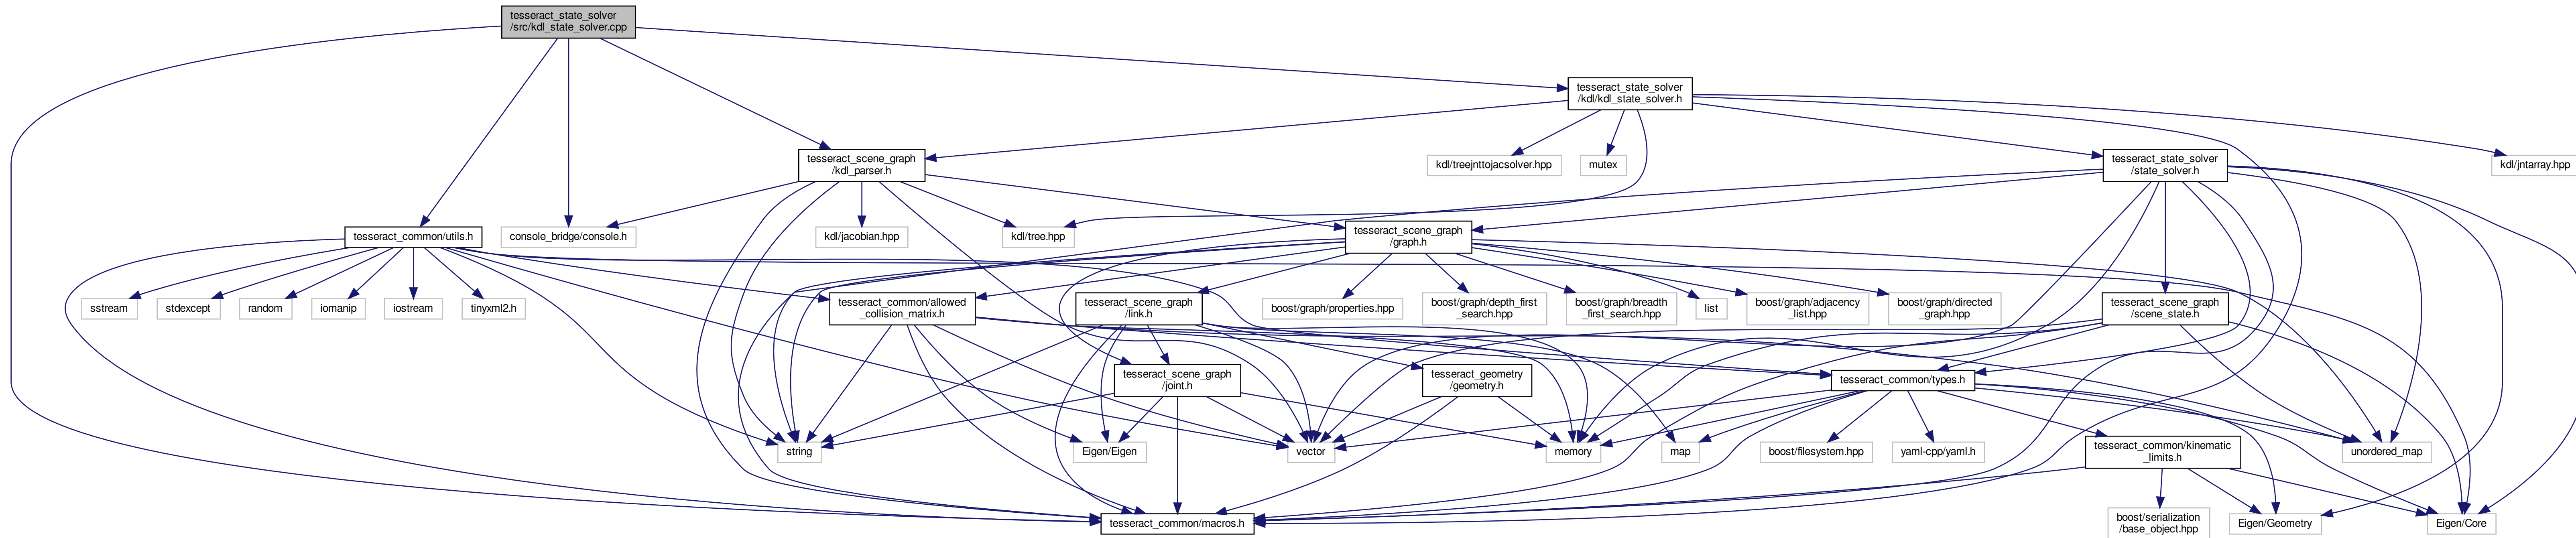 tesseract_state_solver
/src/kdl_state_solver.cpp
tesseract_state_solver
/kdl/kdl_state_solver.h
tesseract_scene_graph
/kdl_parser.h
kdl/treejnttojacsolver.hpp
mutex
tesseract_state_solver
/state_solver.h
kdl/jntarray.hpp
tesseract_common/utils.h
console_bridge/console.h
kdl/jacobian.hpp
kdl/tree.hpp
tesseract_scene_graph
/graph.h
sstream
stdexcept
random
iomanip
iostream
tinyxml2.h
tesseract_common/allowed
_collision_matrix.h
tesseract_scene_graph
/link.h
boost/graph/properties.hpp
boost/graph/depth_first
_search.hpp
boost/graph/breadth
_first_search.hpp
list
boost/graph/adjacency
_list.hpp
boost/graph/directed
_graph.hpp
tesseract_scene_graph
/scene_state.h
tesseract_scene_graph
/joint.h
tesseract_geometry
/geometry.h
tesseract_common/types.h
string
Eigen/Eigen
vector
memory
map
boost/filesystem.hpp
yaml-cpp/yaml.h
tesseract_common/kinematic
_limits.h
unordered_map
tesseract_common/macros.h
boost/serialization
/base_object.hpp
Eigen/Geometry
Eigen/Core